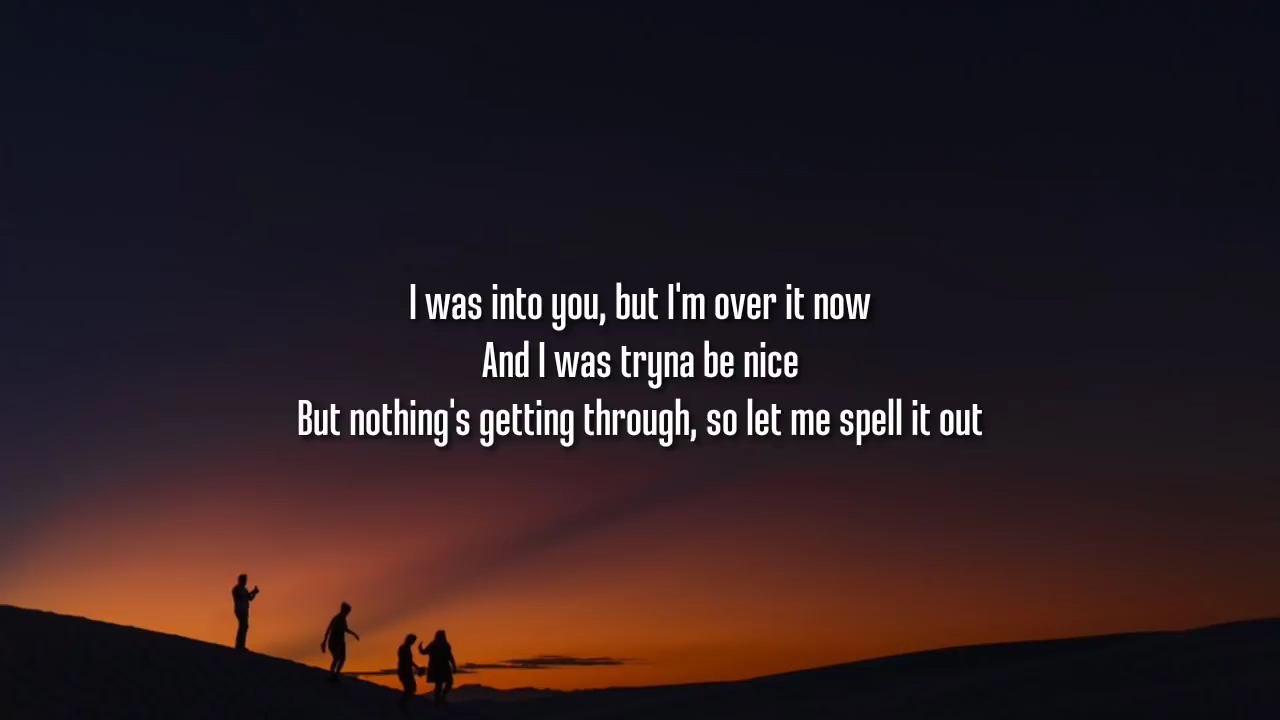 I was into you, but I'm over it now
And I was tryna be nice
But nothing's getting through, so let me spell it out